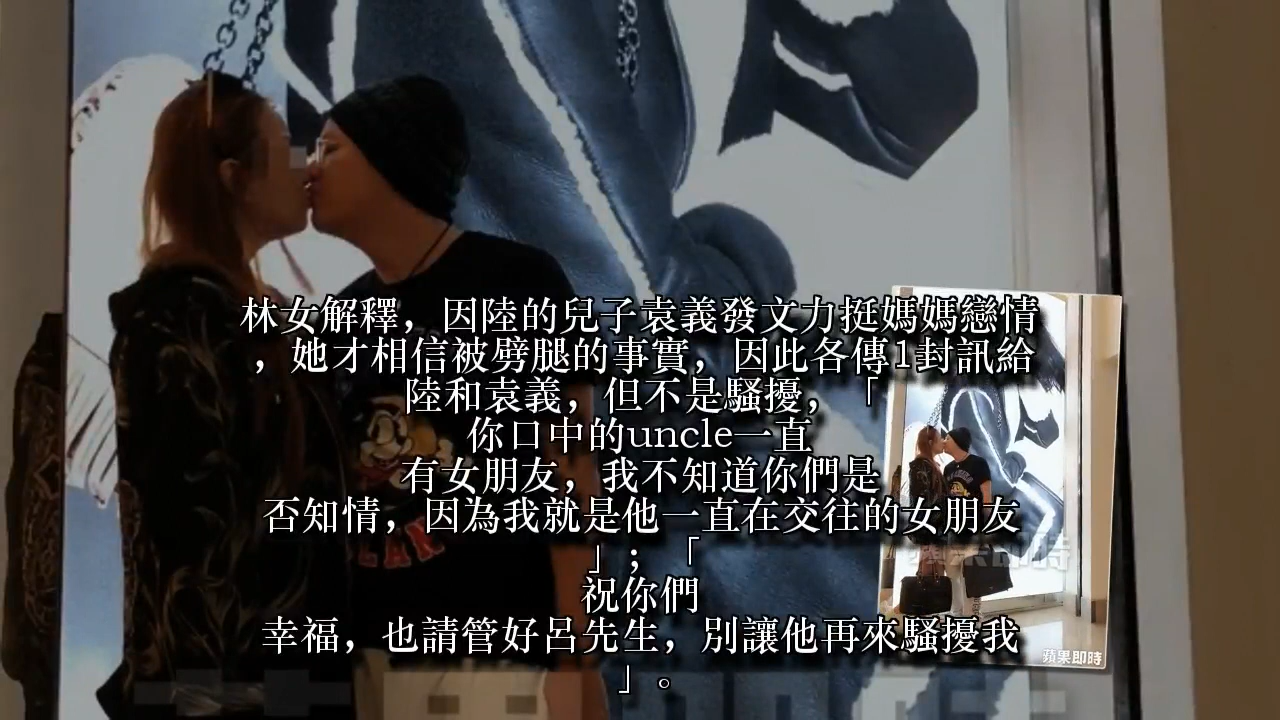 林女解釋，因陸的兒子袁義發文力挺媽媽戀情
，她才相信被劈腿的事實，因此各傳1封訊給
陸和袁義，但不是騷擾，「
你口中的uncle一直
有女朋友，我不知道你們是
否知情，因為我就是他一直在交往的女朋友
」；「
祝你們
幸福，也請管好呂先生，別讓他再來騷擾我
」。
蘋果即時
蘋果即時